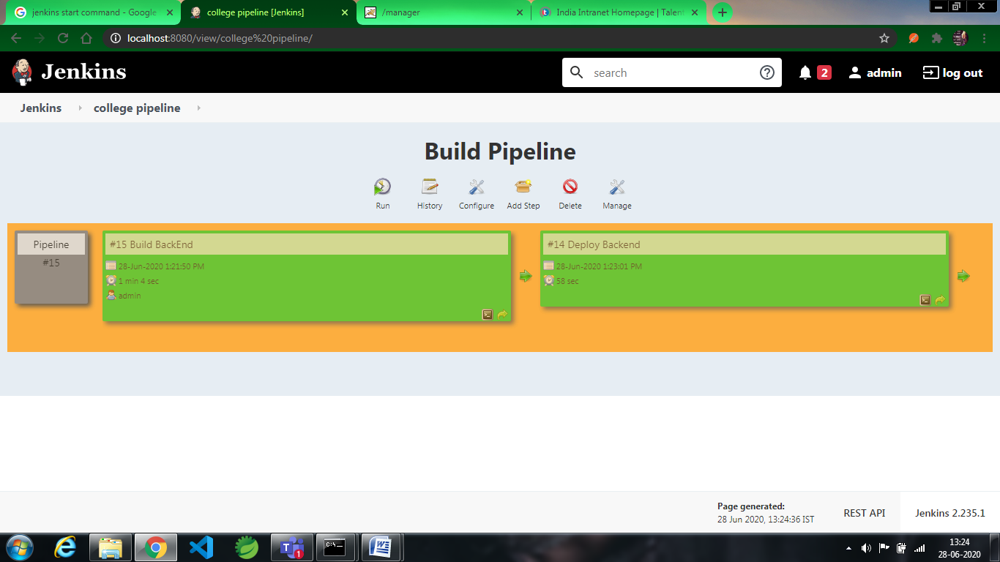 jenkins start command - Google
college pipeline [Jenkins]
/manager
India Intranet Homepage | Talent
localhost:8080/view/college%20pipeline/
Jenkins
search
2
admin
log out
Jenkins
college pipeline
Build Pipeline
Run
History
Configure
Add Step
Delete
Manage
Pipeline
#15
#15 Build BackEnd
28-Jun-2020 1:21:50 PM
1 min 4 sec
admin
#14 Deploy Backend
28-Jun-2020 1:23:01 PM
58 sec
Page generated:
28 Jun 2020, 13:24:36 IST
REST API
Jenkins 2.235.1
1
13:24
28-06-2020